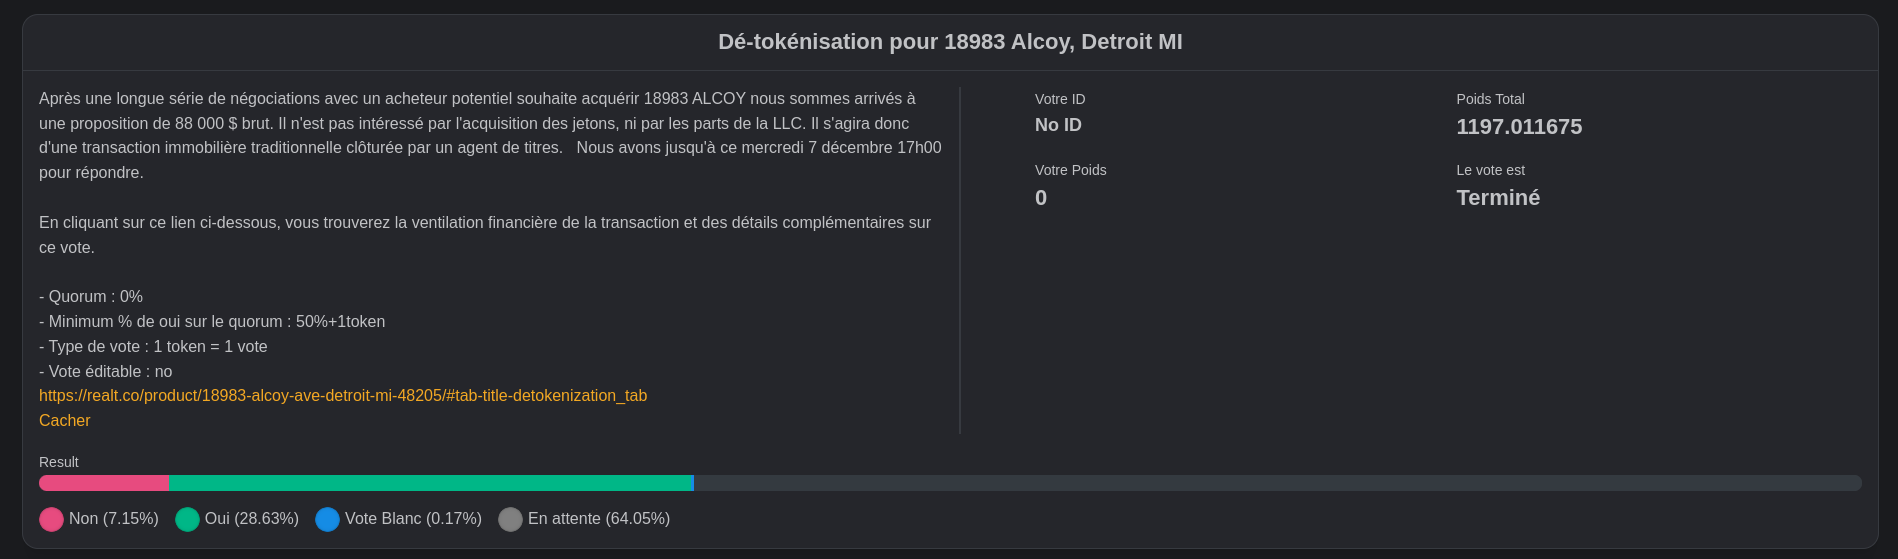 Dé-tokénisation pour 18983 Alcoy, Detroit MI
Après une longue série de négociations avec un acheteur potentiel souhaite acquérir 18983 ALCOY nous sommes arrivés à
une proposition de 88 000 $ brut. Il n'est pas intéressé par l'acquisition des jetons, ni par les parts de la LLC. Il s'agira donc
d'une transaction immobilière traditionnelle clôturée par un agent de titres.   Nous avons jusqu'à ce mercredi 7 décembre 17h00
pour répondre.
En cliquant sur ce lien ci-dessous, vous trouverez la ventilation financière de la transaction et des détails complémentaires sur
ce vote.
- Quorum : 0%
- Minimum % de oui sur le quorum : 50%+1token
- Type de vote : 1 token = 1 vote
- Vote éditable : no
https://realt.co/product/18983-alcoy-ave-detroit-mi-48205/#tab-title-detokenization_tab
Cacher
Votre ID
No ID
Poids Total
1197.011675
Votre Poids
0
Le vote est
Terminé
Result
Non (7.15%) Oui (28.63%) Vote Blanc (0.17%) En attente (64.05%)